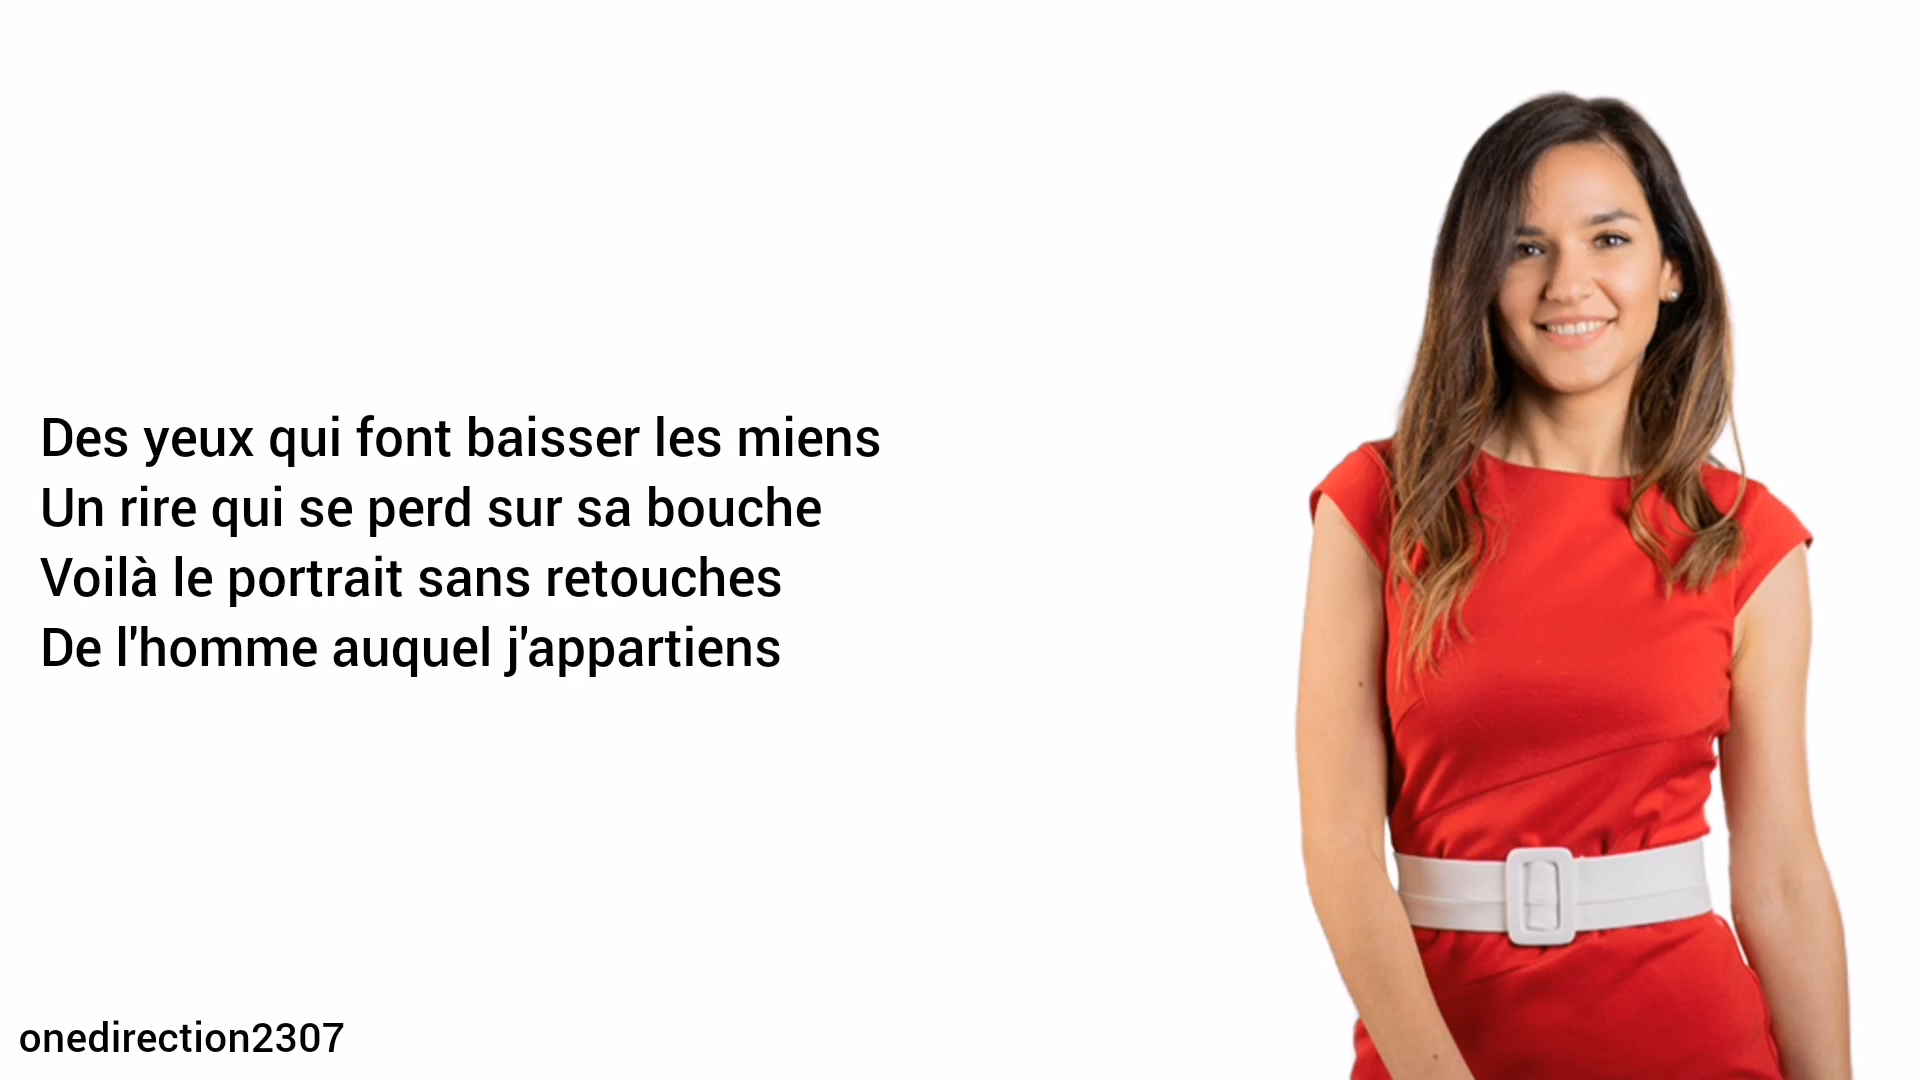 Des yeux qui font baisser les miens
Un rire qui se perd sur sa bouche
Voilà le portrait sans retouches
De l'homme auquel j'appartiens
onedirection2307